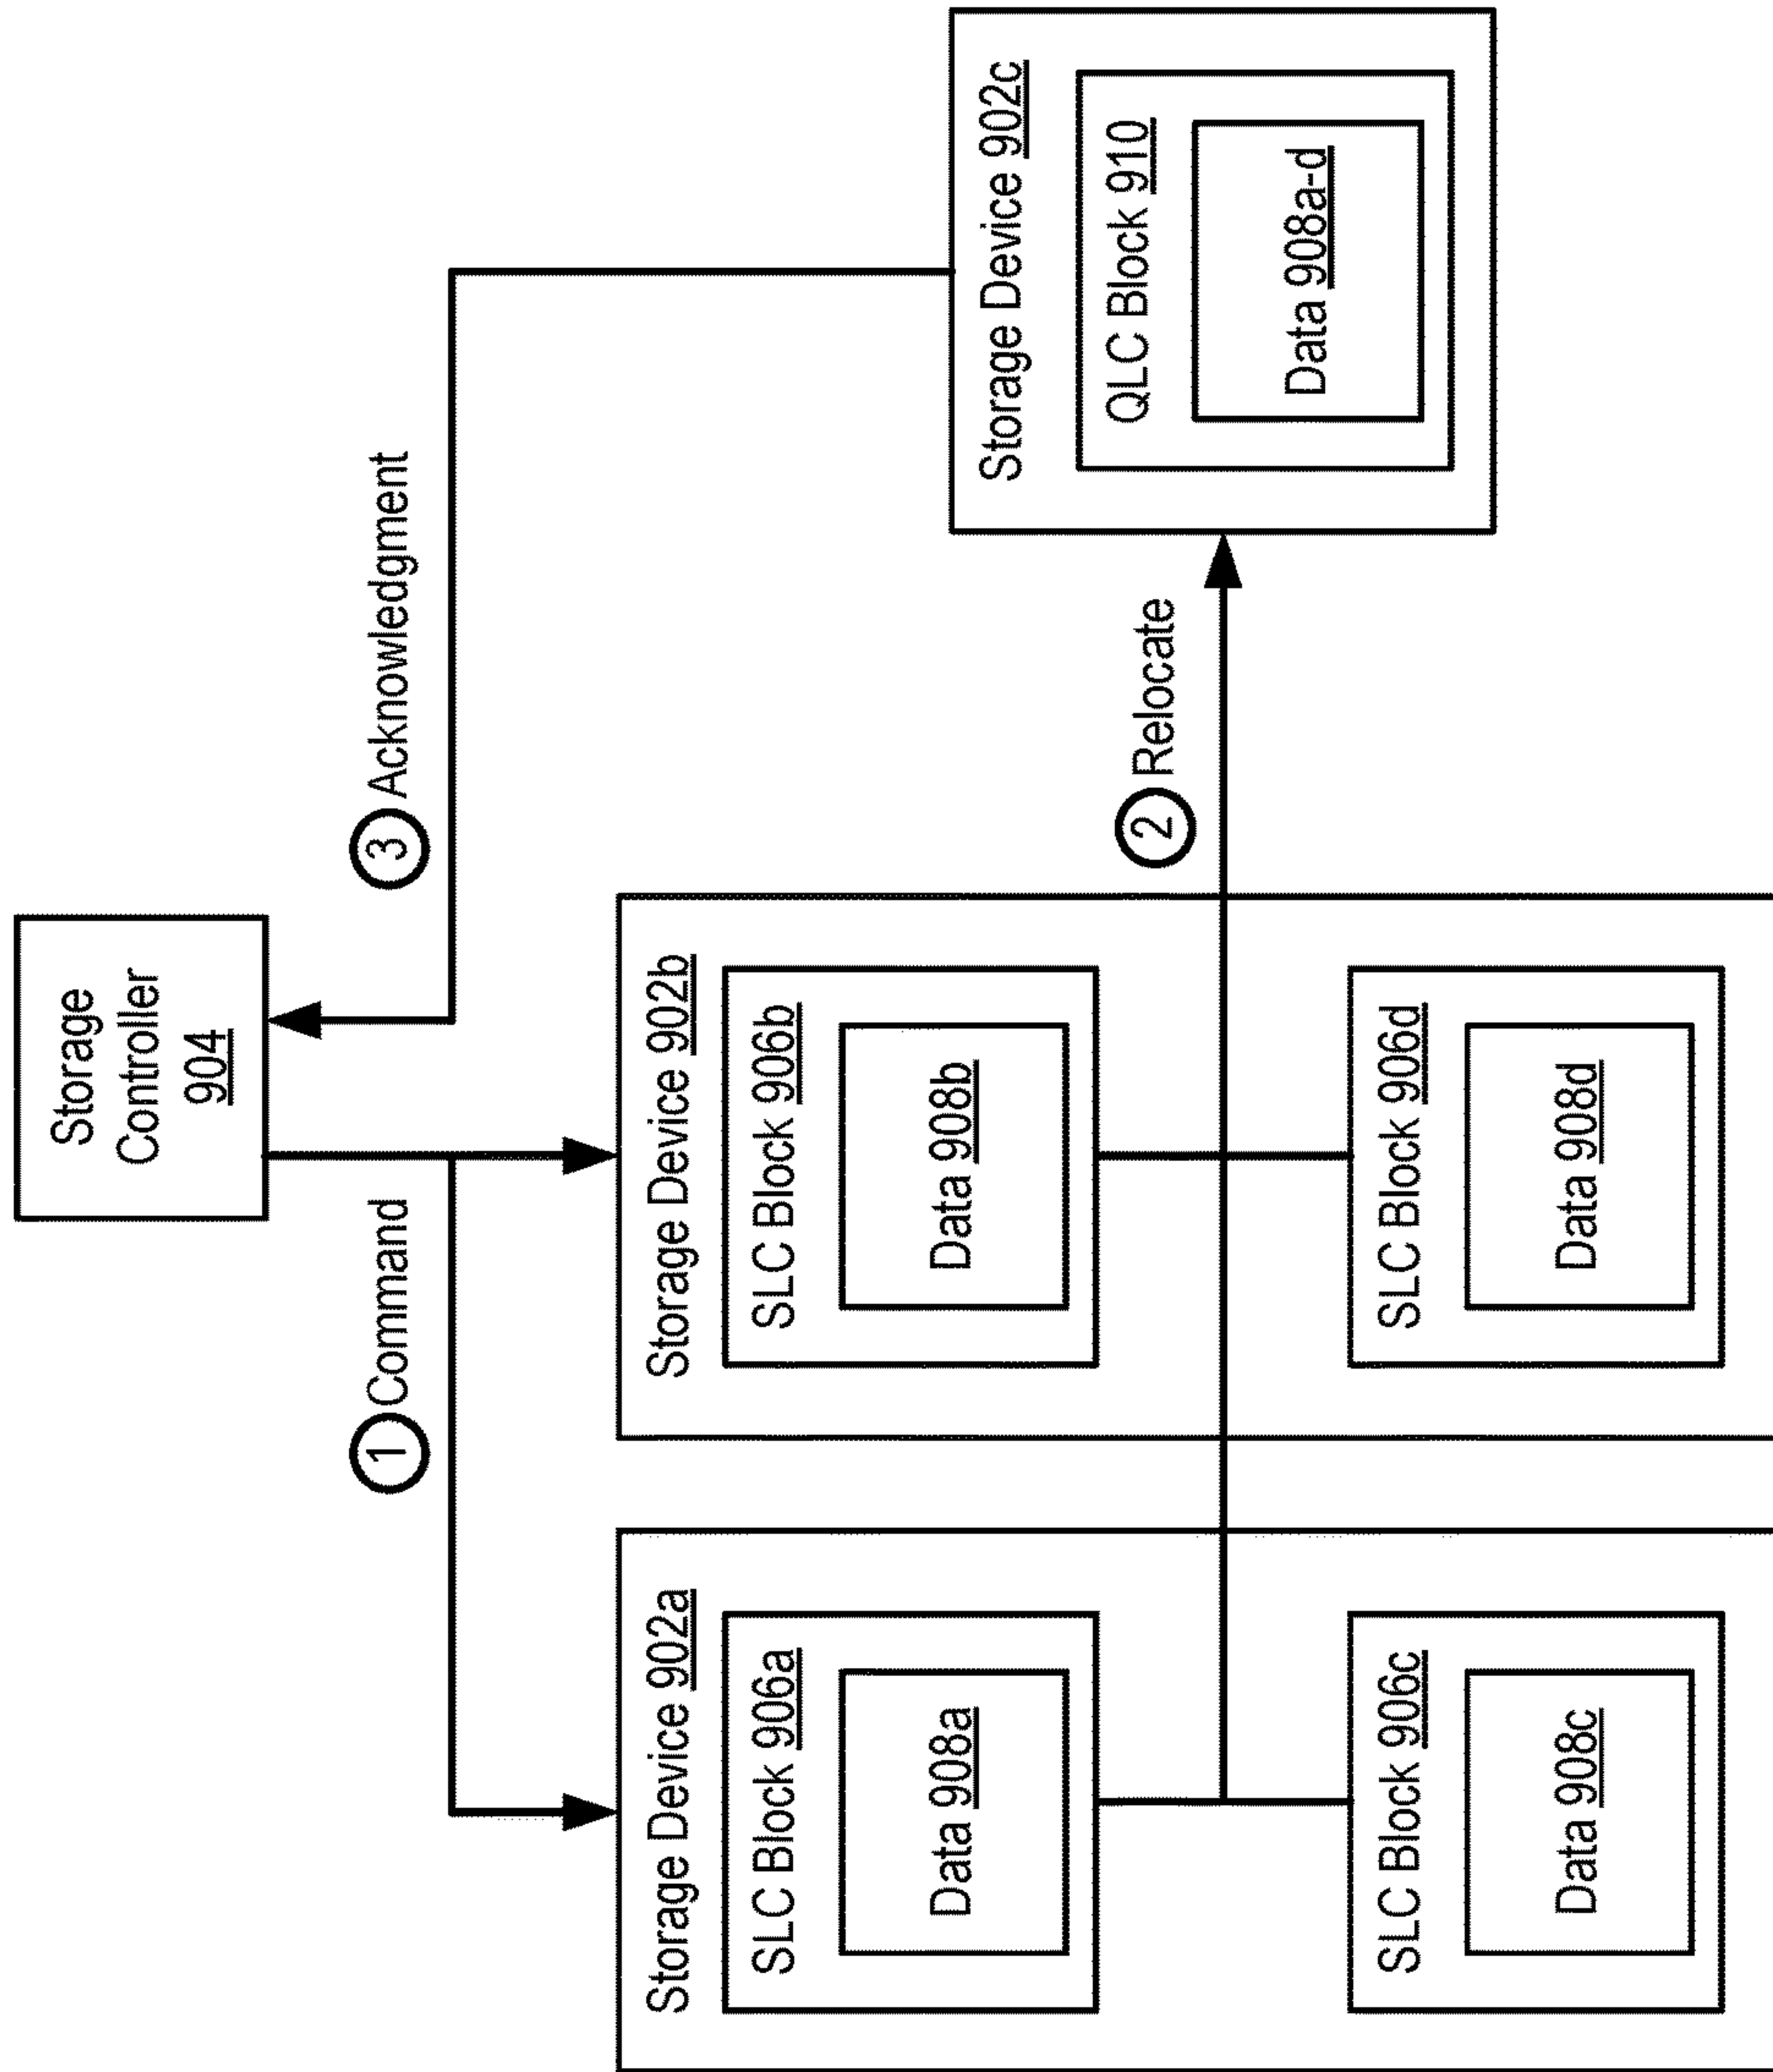 Storage
Controller
904
1 Command
3 Acknowledgment
Storage Device 902a
SLC Block 906a
Data 908a
SLC Block 906c
Data 908c
Storage Device 902b
SLC Block 906b
Data 908b
SLC Block 906d
Data 908d
2 Relocate
Storage Device 902c
QLC Block 910
Data 908a-d